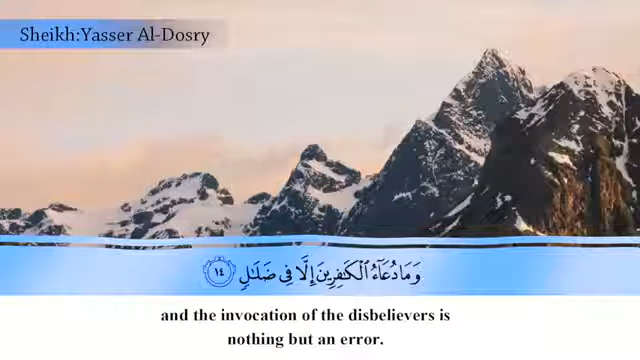 Sheikh:Yasser Al-Dosry
وَمَا دُعَآءُ ٱلْكَٰفِرِينَ إِلَّا فِى ضَلَٰلٍ ١٤
and the invocation of the disbelievers is
nothing but an error.